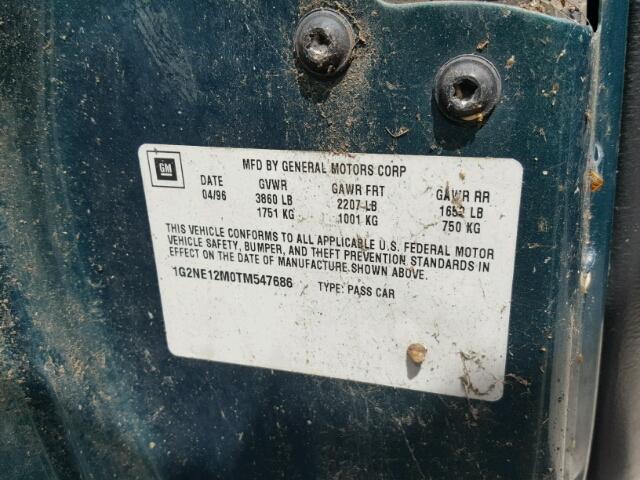 GM
MFD BY GENERAL MOTORS CORP
DATE GVWR GAWR FRT GAWR RR
04/96 3860 LB 2207 LB 1653 LB
1751 KG 1001 KG 750 KG
THIS VEHICLE CONFORMS TO ALL APPLICABLE U.S. FEDERAL MOTOR
VEHICLE SAFETY, BUMPER, AND THEFT PREVENTION STANDARDS IN
EFFECT ON THE DATE OF MANUFACTURE SHOWN ABOVE.
1G2NE12M0TM547686 TYPE: PASS CAR